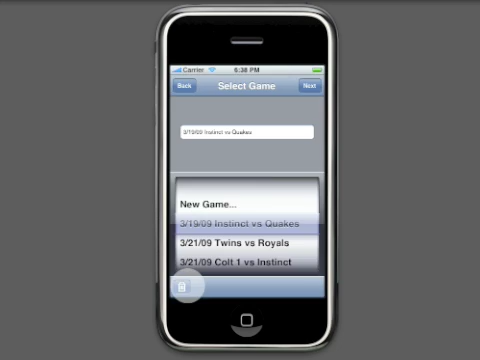 Carrier 6:38 PM
Back Select Game Next
3/19/09 Instinct vs Quakes
New Game...
3/19/09 Instinct vs Quakes
3/21/09 Twins vs Royals
3/21/09 Colt 1 vs Instinct